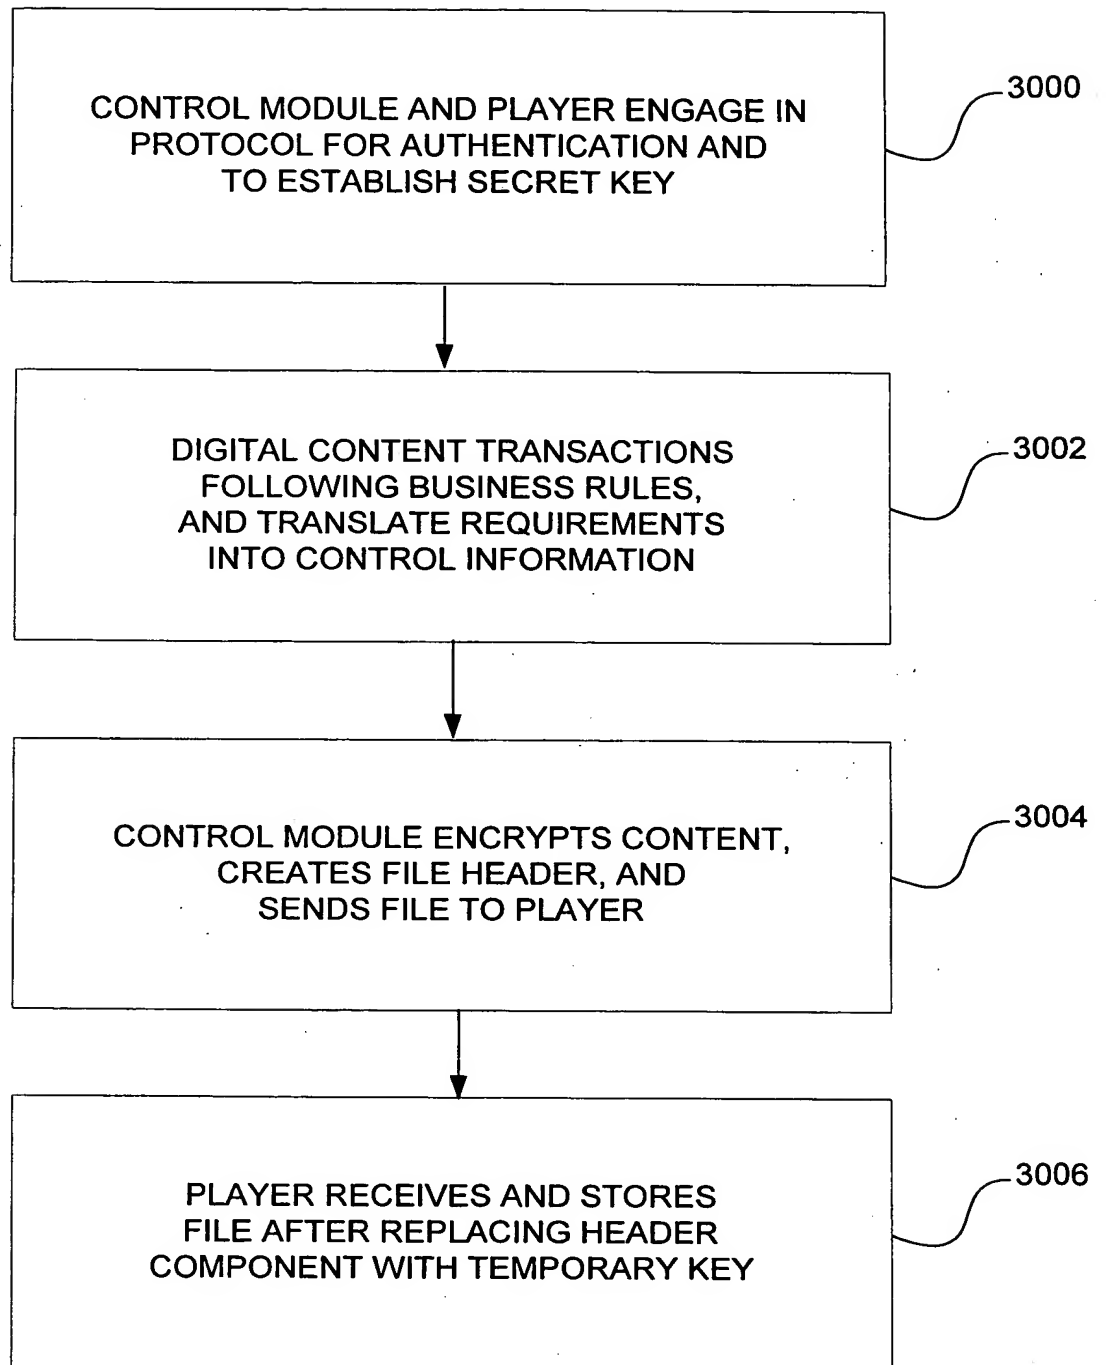 CONTROL MODULE AND PLAYER ENGAGE IN
PROTOCOL FOR AUTHENTICATION AND
TO ESTABLISH SECRET KEY
3000
DIGITAL CONTENT TRANSACTIONS
FOLLOWING BUSINESS RULES,
AND TRANSLATE REQUIREMENTS
INTO CONTROL INFORMATION
3002
CONTROL MODULE ENCRYPTS CONTENT,
CREATES FILE HEADER, AND
SENDS FILE TO PLAYER
3004
PLAYER RECEIVES AND STORES
FILE AFTER REPLACING HEADER
COMPONENT WITH TEMPORARY KEY
3006